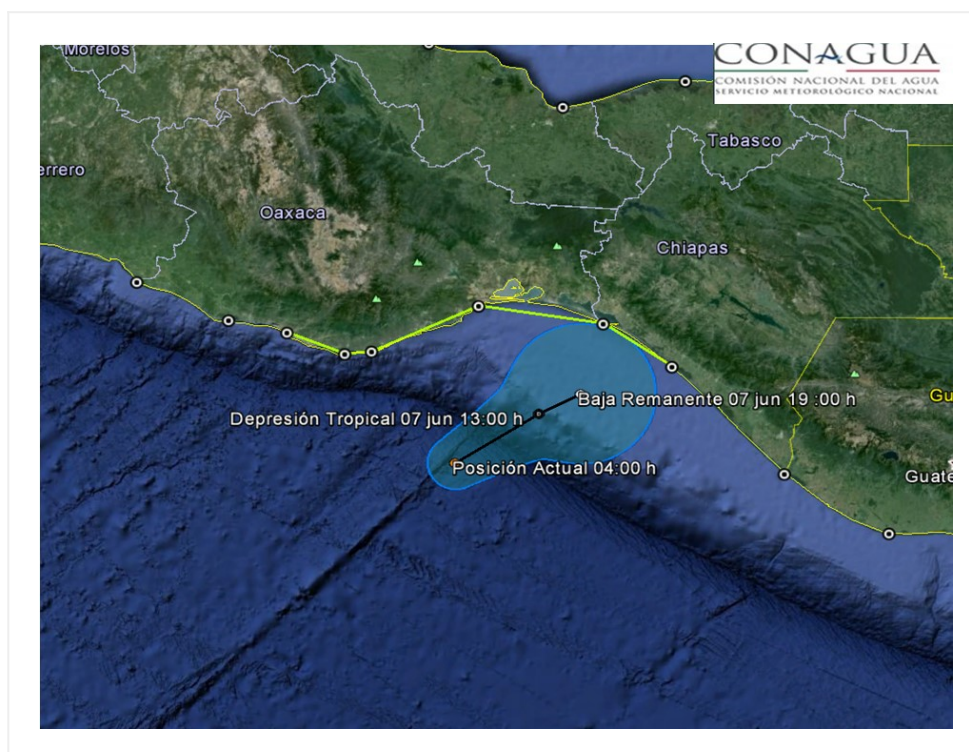 Morelos
CONAGUA
COMISIÓN NACIONAL DEL AGUA
SERVICIO METEOROLÓGICO NACIONAL
Tabasco
errero
Oaxaca
Chiapas
Baja Remanente 07 jun 19 :00 h
Gu
Depresión Tropical 07 jun 13:00 h
Posición Actual 04:00 h
Guate